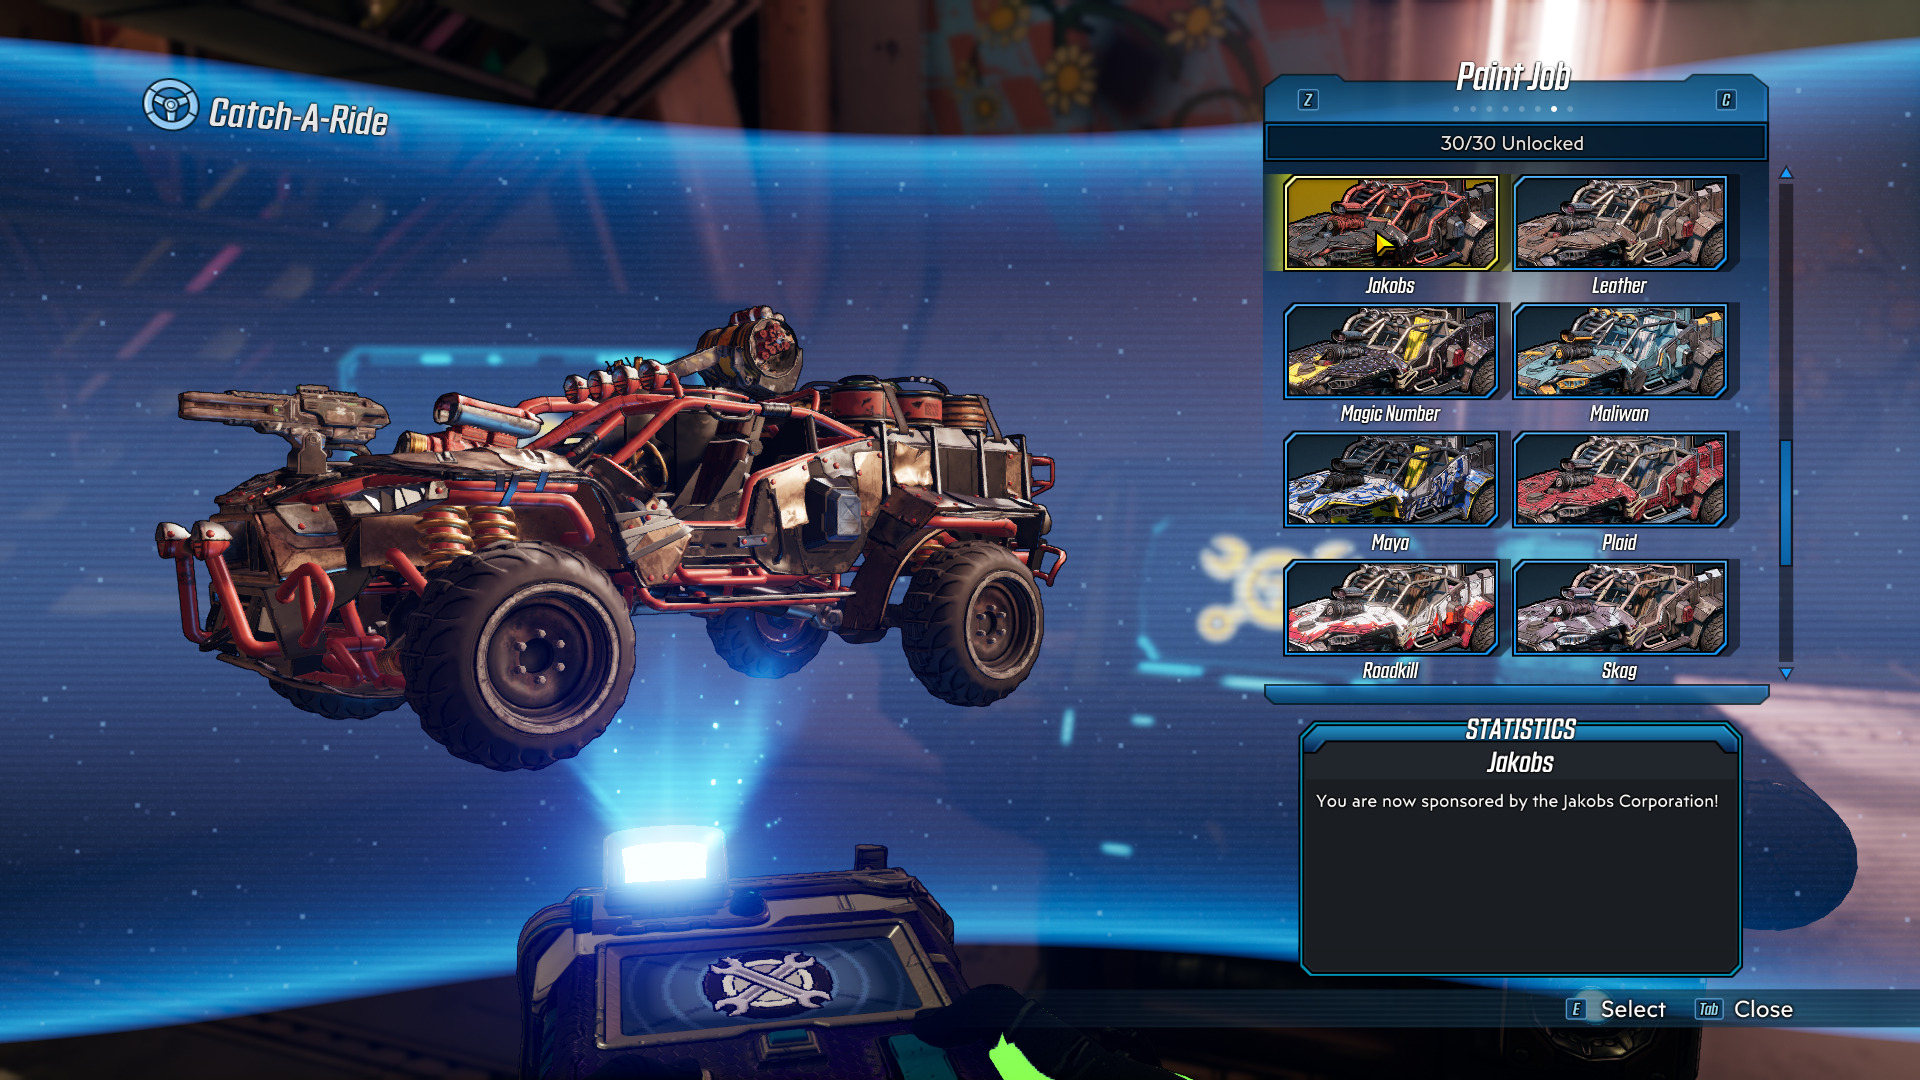 Catch-A-Ride
Paint Job
Z
C
30/30 Unlocked
Jakobs
Leather
Magic Number
Maliwan
Maya
Plaid
Roadkill
Skag
STATISTICS
Jakobs
You are now sponsored by the Jakobs Corporation!
E Select
Tab Close